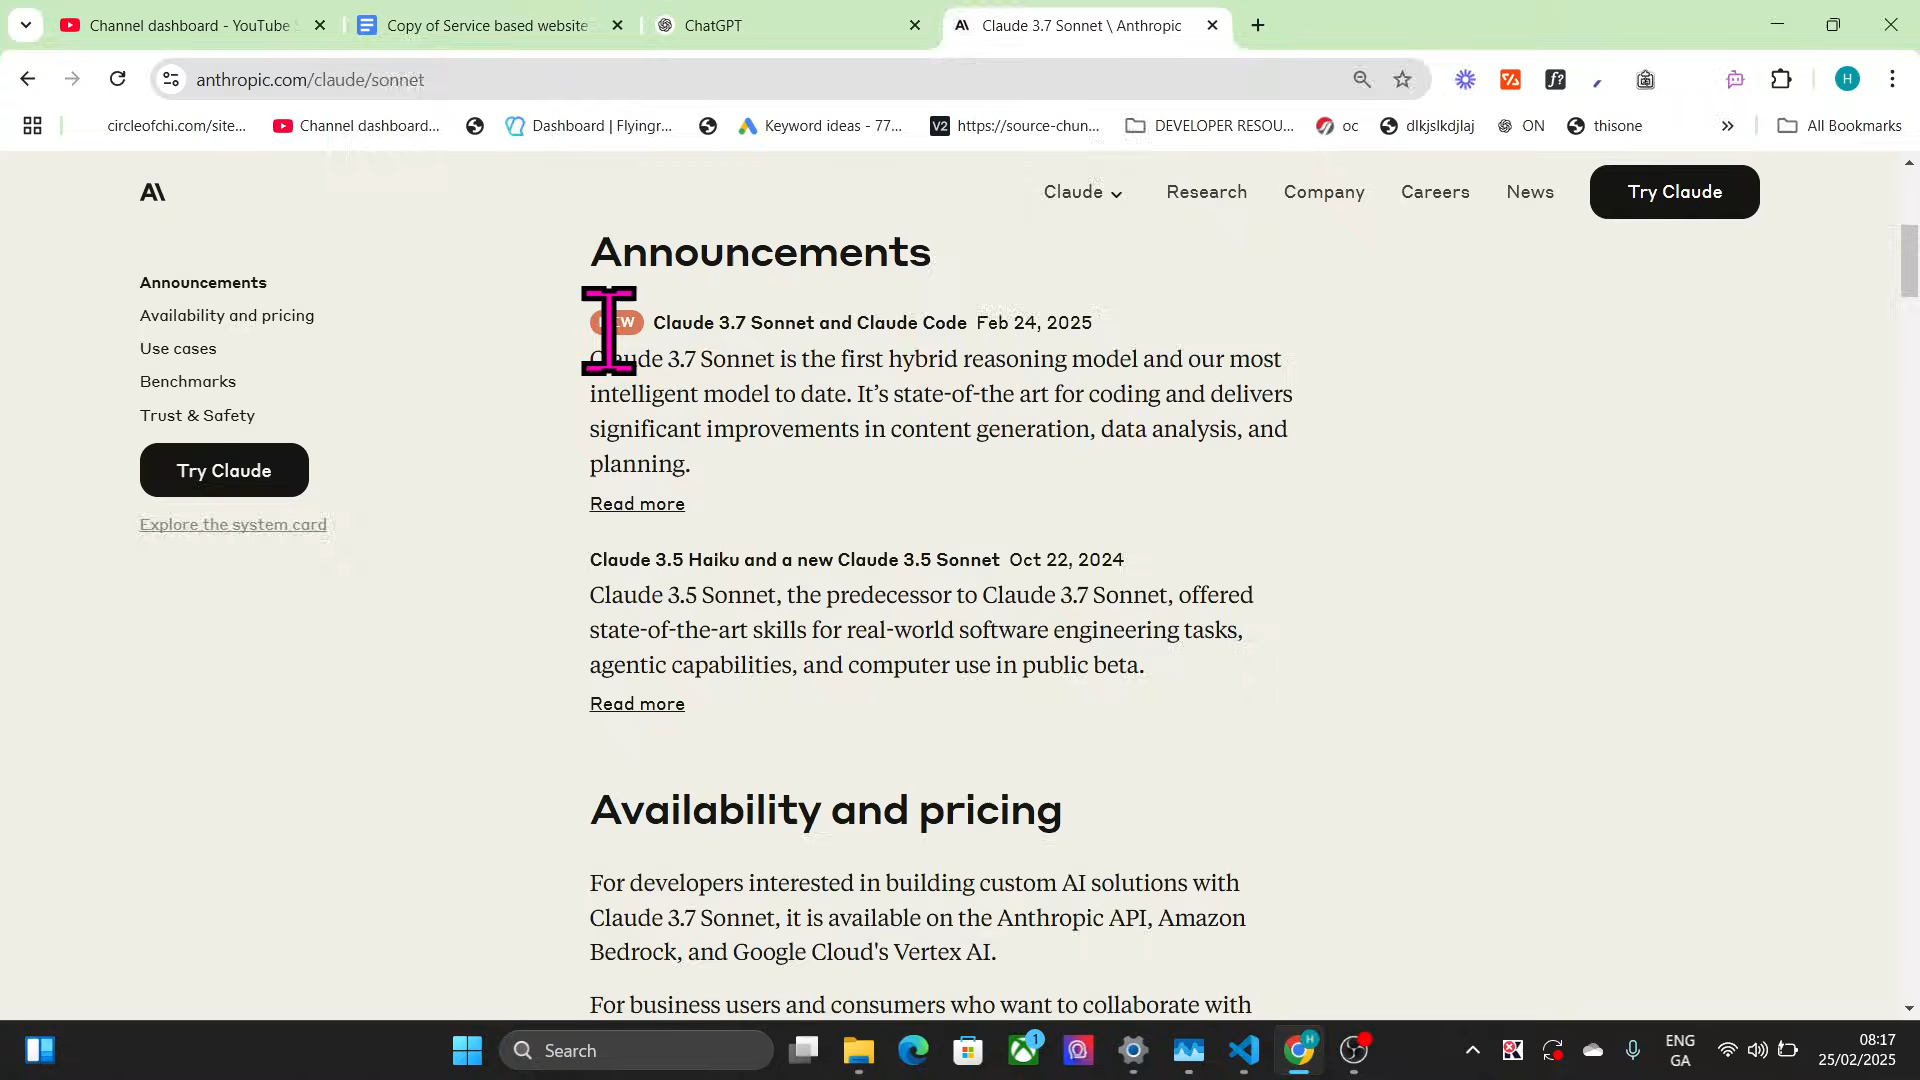 Channel dashboard - YouTube S
Copy of Service based website
ChatGPT
Claude 3.7 Sonnet \ Anthropic
anthropic.com/claude/sonnet
H
circleofchi.com/site...
Channel dashboard...
Dashboard | Flyingr...
Keyword ideas - 77...
V2
https://source-chun...
DEVELOPER RESOU...
oc
dlkjslkdjlaj
ON
thisone
»
All Bookmarks
Claude
Research
Company
Careers
News
Try Claude
Announcements
Availability and pricing
Use cases
Benchmarks
Trust & Safety
Try Claude
Explore the system card
Announcements
NEW Claude 3.7 Sonnet and Claude Code Feb 24, 2025
Claude 3.7 Sonnet is the first hybrid reasoning model and our most
intelligent model to date. It’s state-of-the art for coding and delivers
significant improvements in content generation, data analysis, and
planning.
Read more
Claude 3.5 Haiku and a new Claude 3.5 Sonnet Oct 22, 2024
Claude 3.5 Sonnet, the predecessor to Claude 3.7 Sonnet, offered
state-of-the-art skills for real-world software engineering tasks,
agentic capabilities, and computer use in public beta.
Read more
Availability and pricing
For developers interested in building custom AI solutions with
Claude 3.7 Sonnet, it is available on the Anthropic API, Amazon
Bedrock, and Google Cloud's Vertex AI.
For business users and consumers who want to collaborate with
Search
1
H
ENG
GA
08:17
25/02/2025